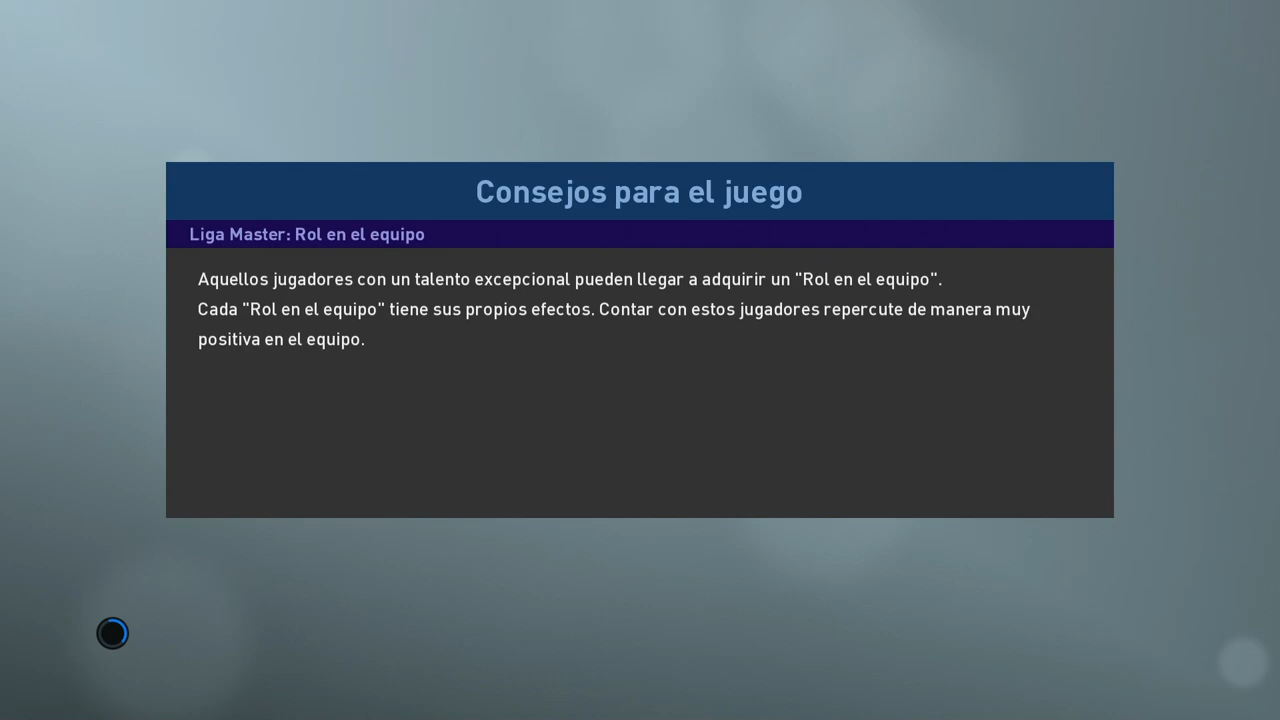 Consejos para el juego
Liga Master: Rol en el equipo
Aquellos jugadores con un talento excepcional pueden llegar a adquirir un "Rol en el equipo".
Cada "Rol en el equipo" tiene sus propios efectos. Contar con estos jugadores repercute de manera muy
positiva en el equipo.